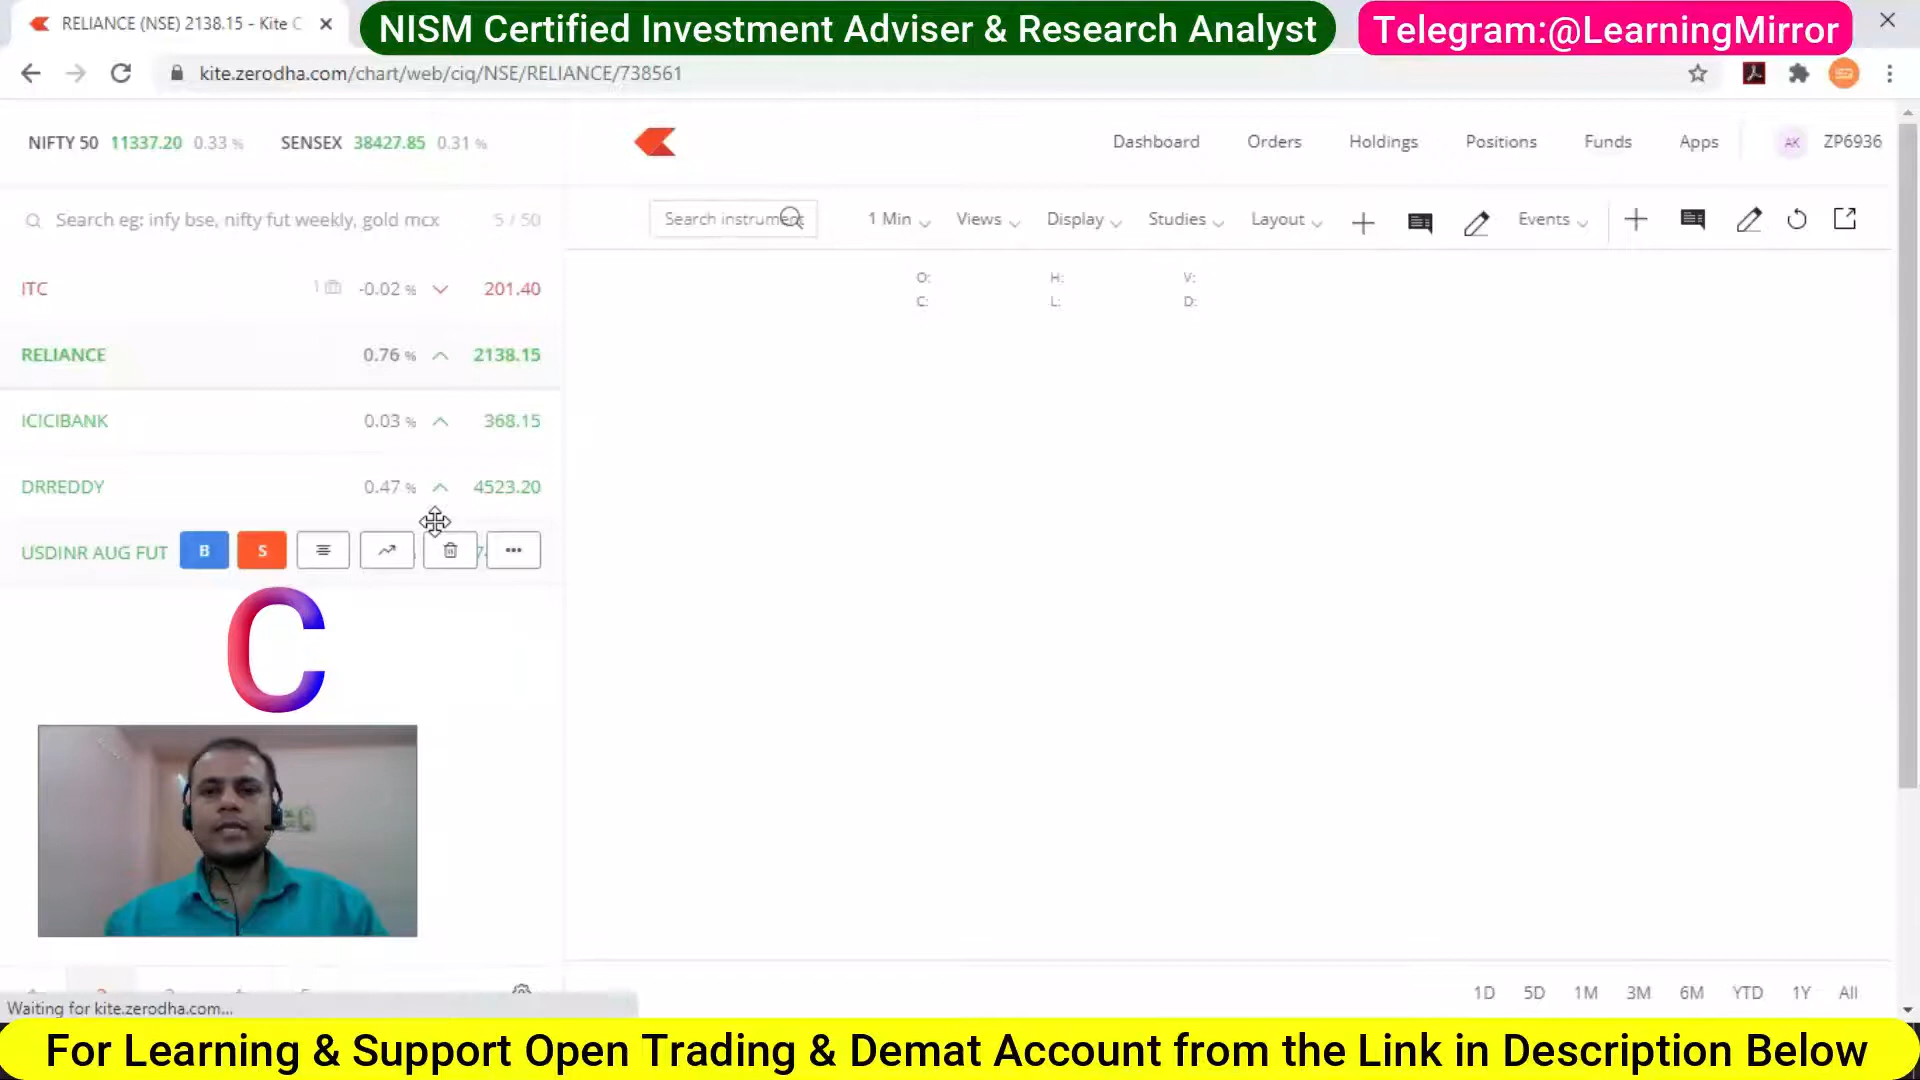 RELIANCE (NSE) 2138.15 - Kite C
NISM Certified Investment Adviser & Research Analyst
Telegram:@LearningMirror
kite.zerodha.com/chart/web/ciq/NSE/RELIANCE/738561
NIFTY 50 11337.20 0.33 % SENSEX 38427.85 0.31 %
Dashboard Orders Holdings Positions Funds Apps AK ZP6936
Search eg: infy bse, nifty fut weekly, gold mcx 5 / 50
Search instrument 1 Min Views Display Studies Layout Events
O: H: V:
C: L: D:
ITC 1 -0.02 % 201.40
RELIANCE 0.76 % 2138.15
ICICIBANK 0.03 % 368.15
DRREDDY 0.47 % 4523.20
USDINR AUG FUT B S
C
1D 5D 1M 3M 6M YTD 1Y All
Waiting for kite.zerodha.com...
For Learning & Support Open Trading & Demat Account from the Link in Description Below